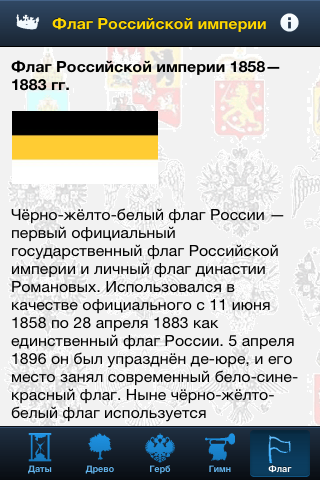 Флаг Российской империи
Флаг Российской империи 1858—
1883 гг.
Чёрно-жёлто-белый флаг России —
первый официальный
государственный флаг Российской
империи и личный флаг династии
Романовых. Использовался в
качестве официального с 11 июня
1858 по 28 апреля 1883 как
единственный флаг России. 5 апреля
1896 он был упразднён де-юре, и его
место занял современный бело-сине-
красный флаг. Ныне чёрно-жёлто-
белый флаг используется
Даты
Древо
Герб
Гимн
Флаг